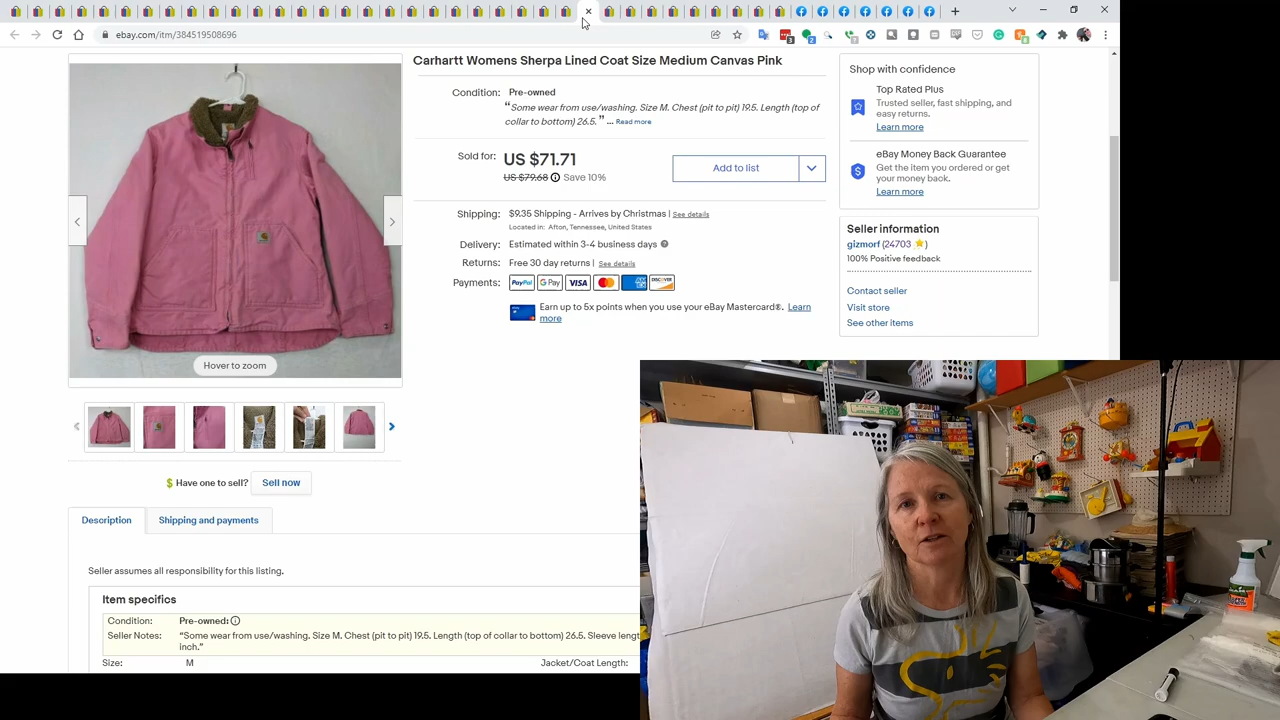 ebay.com/itm/384519508696
Carhartt Womens Sherpa Lined Coat Size Medium Canvas Pink
Condition: Pre-owned
“Some wear from use/washing. Size M. Chest (pit to pit) 19.5. Length (top of
collar to bottom) 26.5. ” ... Read more
Sold for: US $71.71
US $79.68 Save 10%
Add to list
Shipping: $9.35 Shipping - Arrives by Christmas | See details
Located in: Afton, Tennessee, United States
Delivery: Estimated within 3-4 business days
Returns: Free 30 day returns | See details
Payments: PayPal G Pay VISA DISCOVER
Earn up to 5x points when you use your eBay Mastercard®. Learn
more
Shop with confidence
Top Rated Plus
Trusted seller, fast shipping, and
easy returns.
Learn more
eBay Money Back Guarantee
Get the item you ordered or get
your money back.
Learn more
Seller information
gizmorf (24703 )
100% Positive feedback
Contact seller
Visit store
See other items
Hover to zoom
$ Have one to sell? Sell now
Description Shipping and payments
Seller assumes all responsibility for this listing.
Item specifics
Condition: Pre-owned:
Seller Notes: “Some wear from use/washing. Size M. Chest (pit to pit) 19.5. Length (top of collar to bottom) 26.5. Sleeve lengt
inch.”
Size: M Jacket/Coat Length: